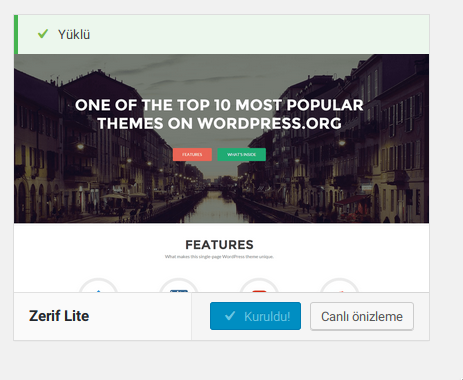 Yüklü
ONE OF THE TOP 10 MOST POPULAR
THEMES ON WORDPRESS.ORG
FEATURES
WHAT'S INSIDE
FEATURES
What makes this single-page WordPress theme unique.
Zerif Lite
Kuruldu!
Canlı önizleme